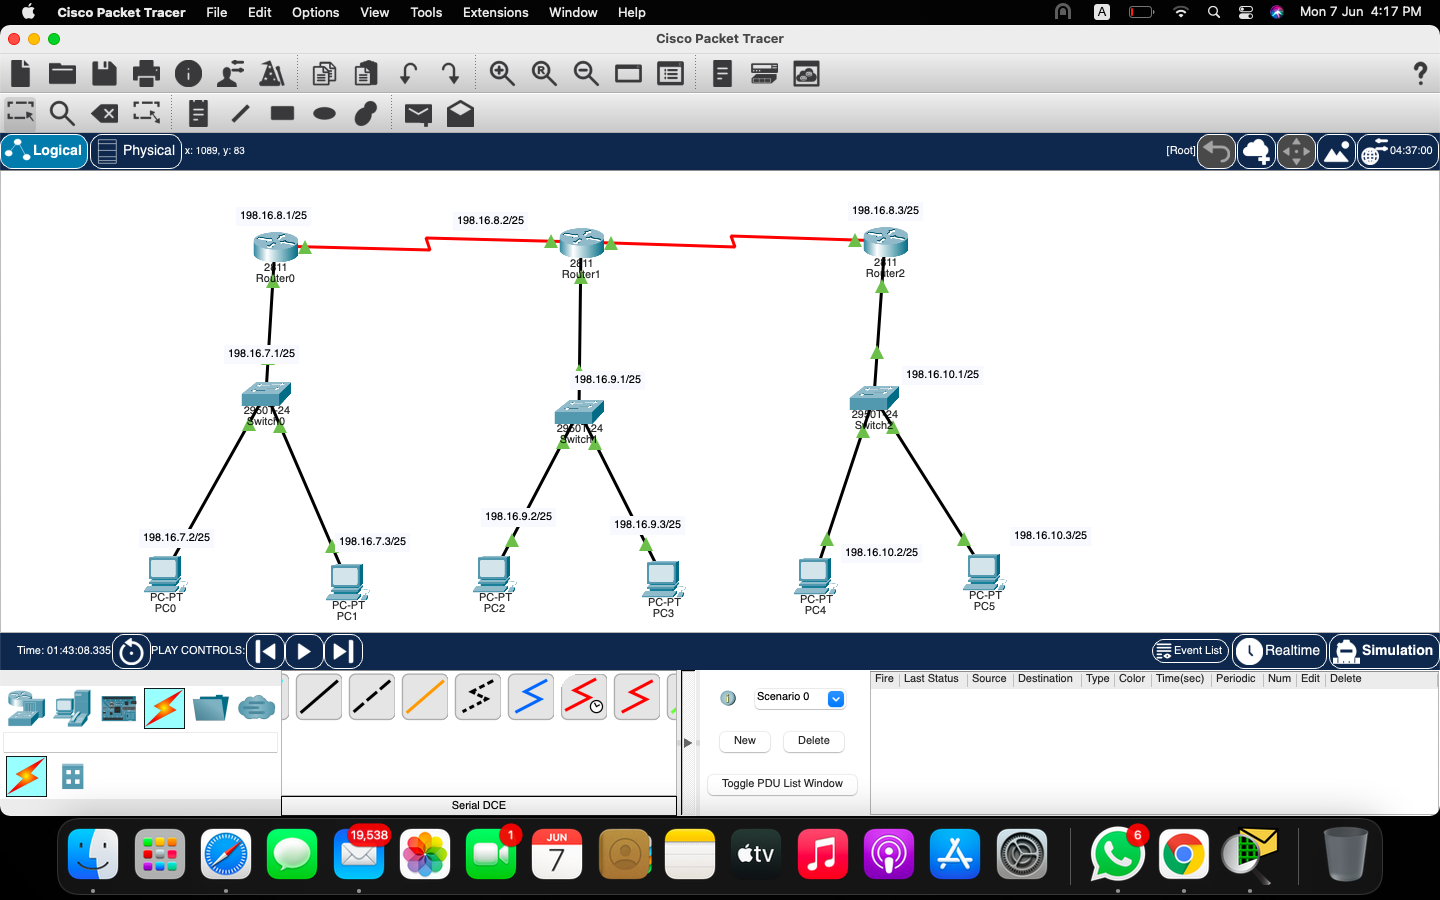 Cisco Packet Tracer File Edit Options View Tools Extensions Window Help A Mon 7 Jun 4:17 PM
Cisco Packet Tracer
Logical Physical x: 1089, y: 83 [Root] 04:37:00
198.16.8.1/25 198.16.8.2/25 198.16.8.3/25
2811 2811 2811
Router0 Router1 Router2
198.16.7.1/25 198.16.9.1/25 198.16.10.1/25
2950T-24 2950T-24 2950T-24
Switch0 Switch1 Switch2
198.16.7.2/25 198.16.7.3/25 198.16.9.2/25 198.16.9.3/25 198.16.10.2/25 198.16.10.3/25
PC-PT PC-PT PC-PT PC-PT PC-PT PC-PT
PC0 PC1 PC2 PC3 PC4 PC5
Time: 01:43:08.335 PLAY CONTROLS: Event List Realtime Simulation
Fire Last Status Source Destination Type Color Time(sec) Periodic Num Edit Delete
Scenario 0
New Delete
Toggle PDU List Window
Serial DCE
19,538 1 JUN 7 tv 6